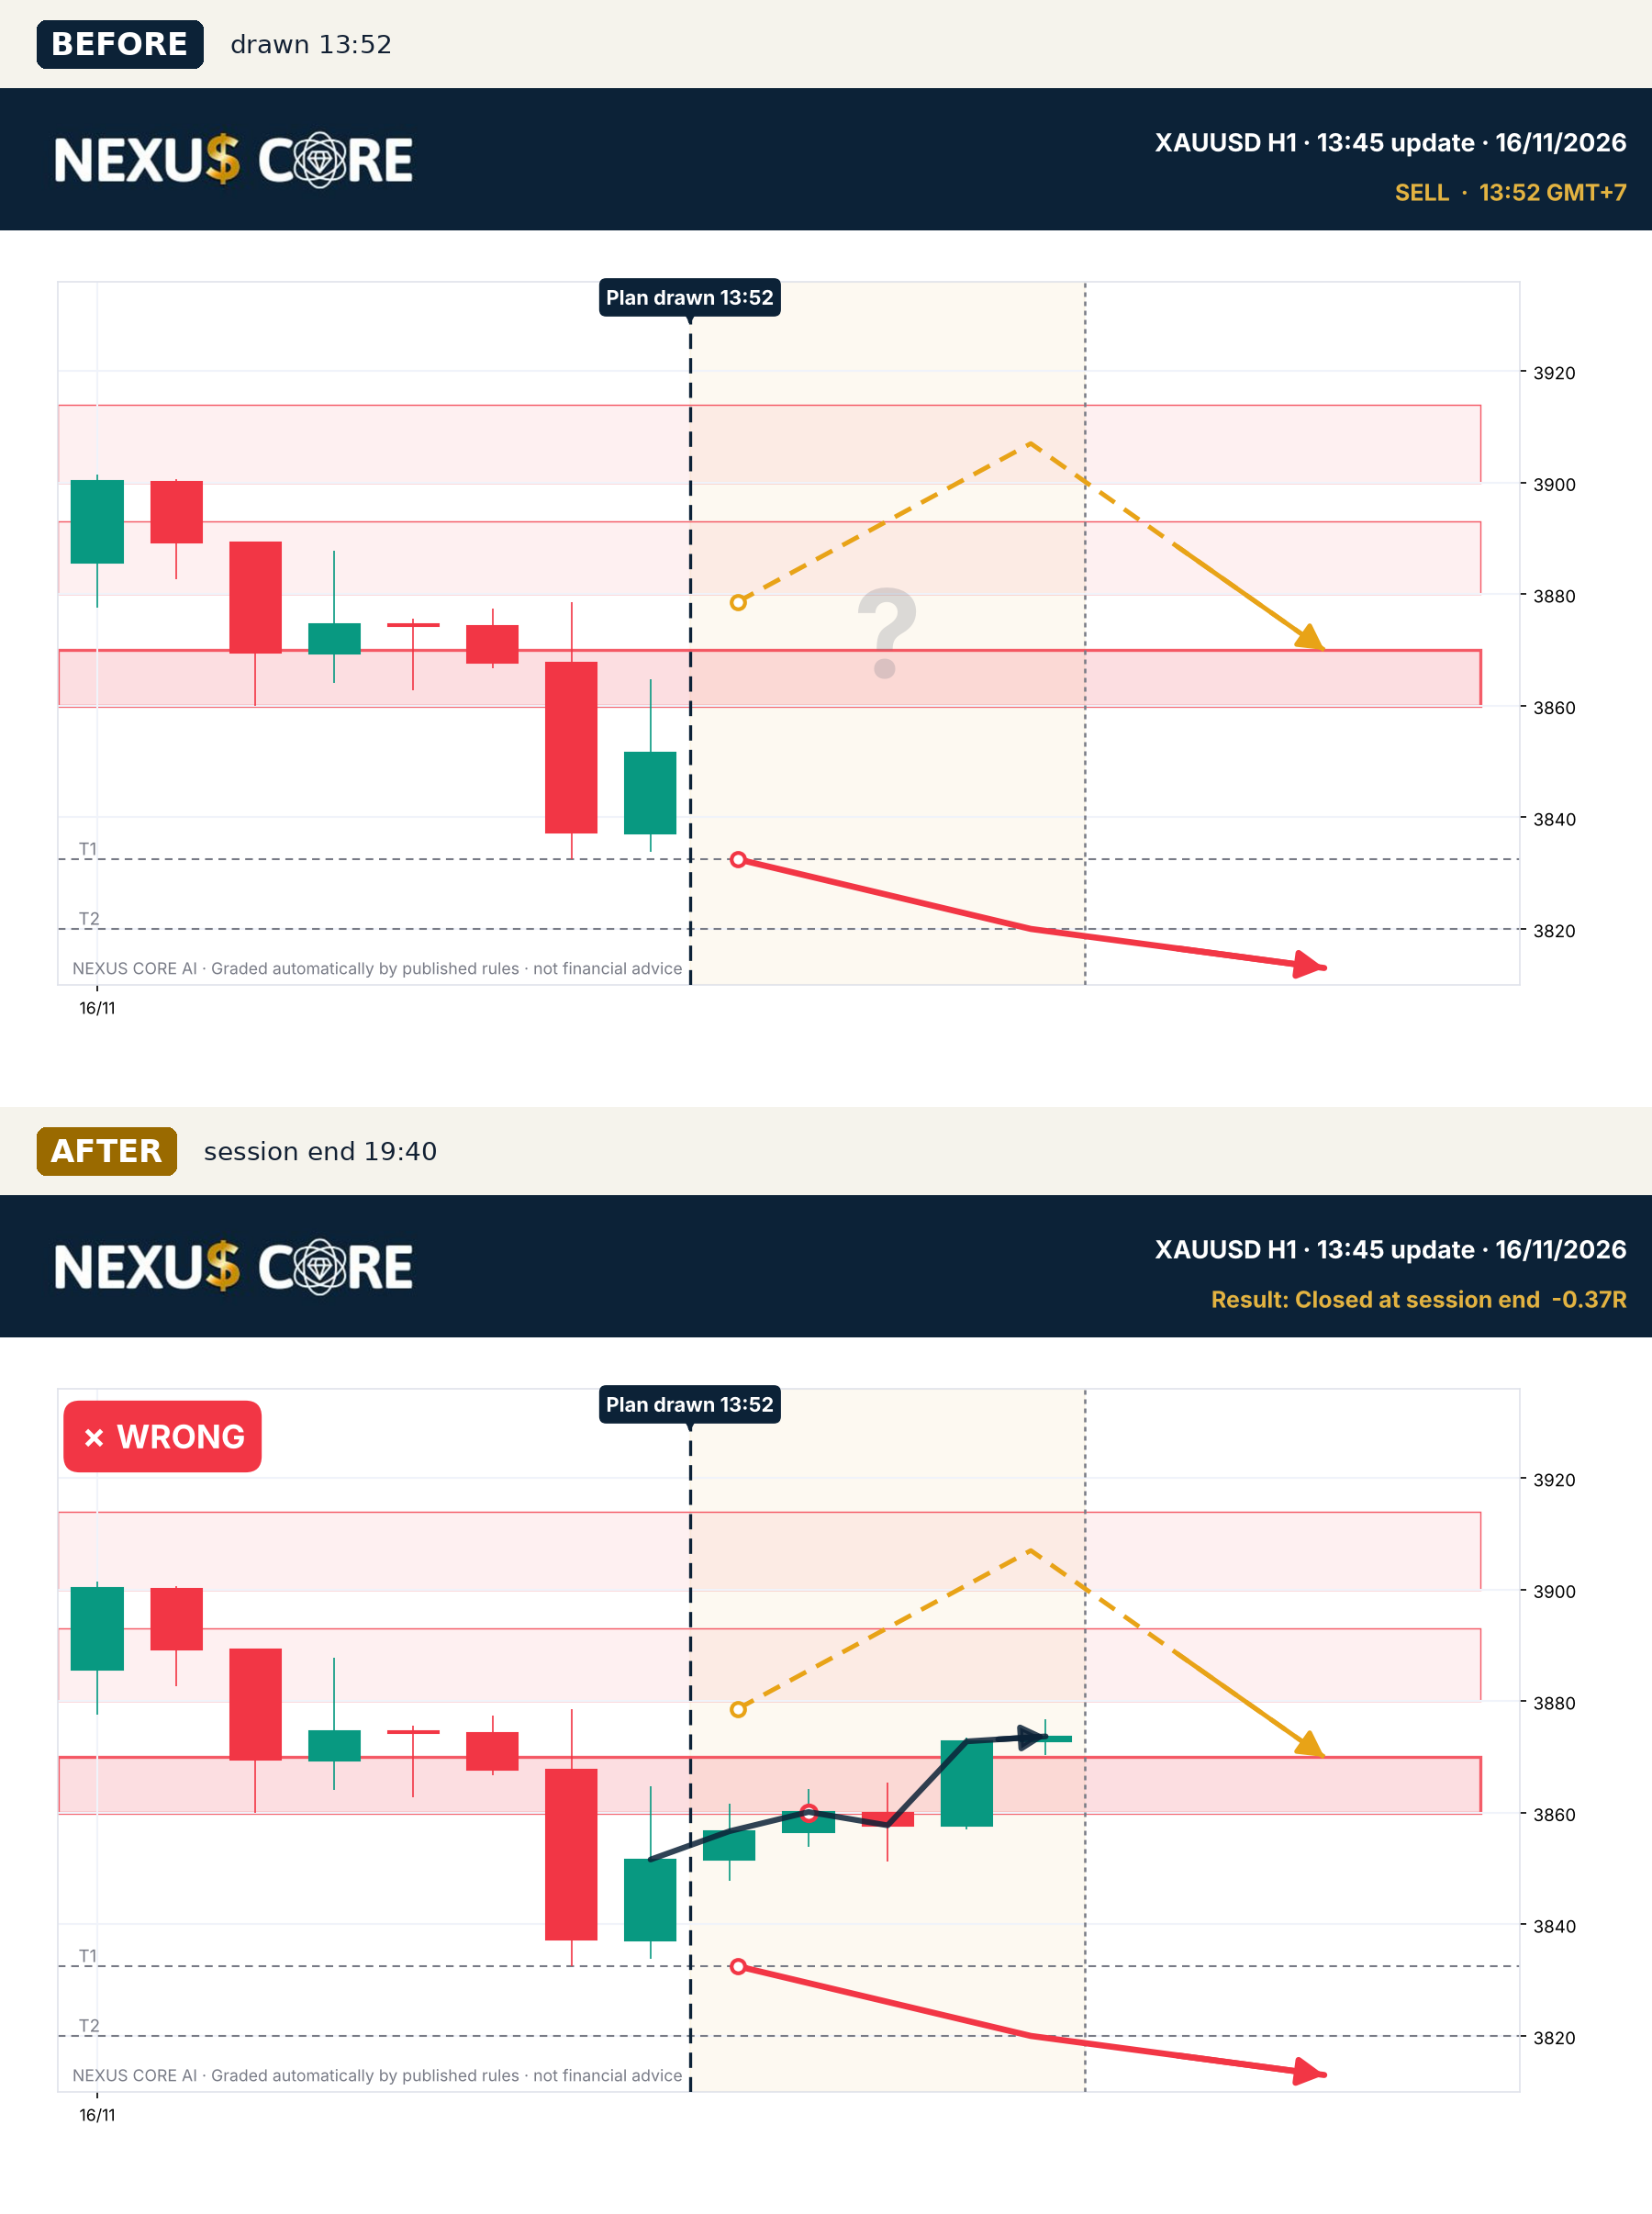 BEFORE drawn 13:52
NEXU$ CORE
XAUUSD H1 · 13:45 update · 16/11/2026
SELL · 13:52 GMT+7
Plan drawn 13:52
3920
3900
?
3880
3860
3840
T1
T2
3820
NEXUS CORE AI · Graded automatically by published rules · not financial advice
16/11
AFTER session end 19:40
NEXU$ CORE
XAUUSD H1 · 13:45 update · 16/11/2026
Result: Closed at session end -0.37R
Plan drawn 13:52
× WRONG
3920
3900
3880
3860
3840
T1
T2
3820
NEXUS CORE AI · Graded automatically by published rules · not financial advice
16/11